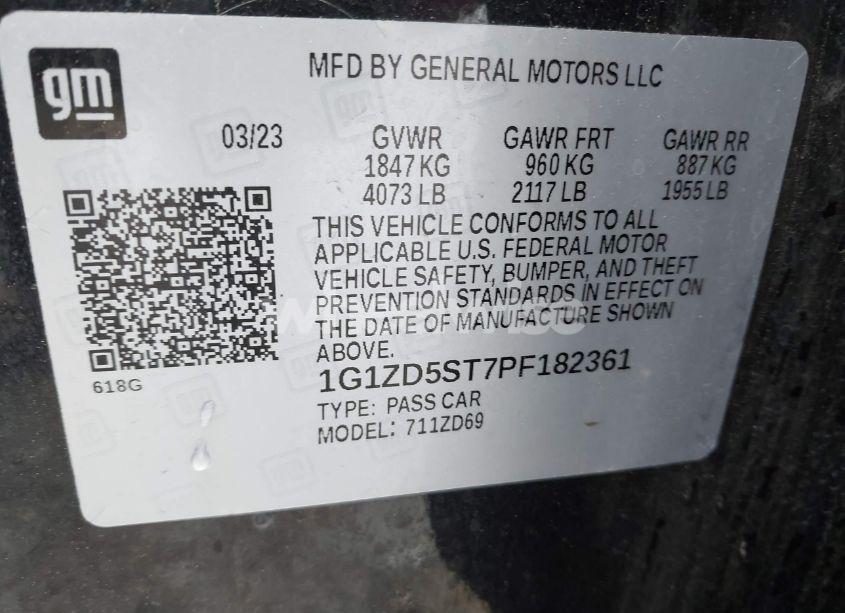 gm
MFD BY GENERAL MOTORS LLC
03/23 GVWR GAWR FRT GAWR RR
1847 KG 960 KG 887 KG
4073 LB 2117 LB 1955 LB
THIS VEHICLE CONFORMS TO ALL
APPLICABLE U.S. FEDERAL MOTOR
VEHICLE SAFETY, BUMPER, AND THEFT
PREVENTION STANDARDS IN EFFECT ON
THE DATE OF MANUFACTURE SHOWN
ABOVE.
618G
1G1ZD5ST7PF182361
TYPE: PASS CAR
MODEL: 711ZD69